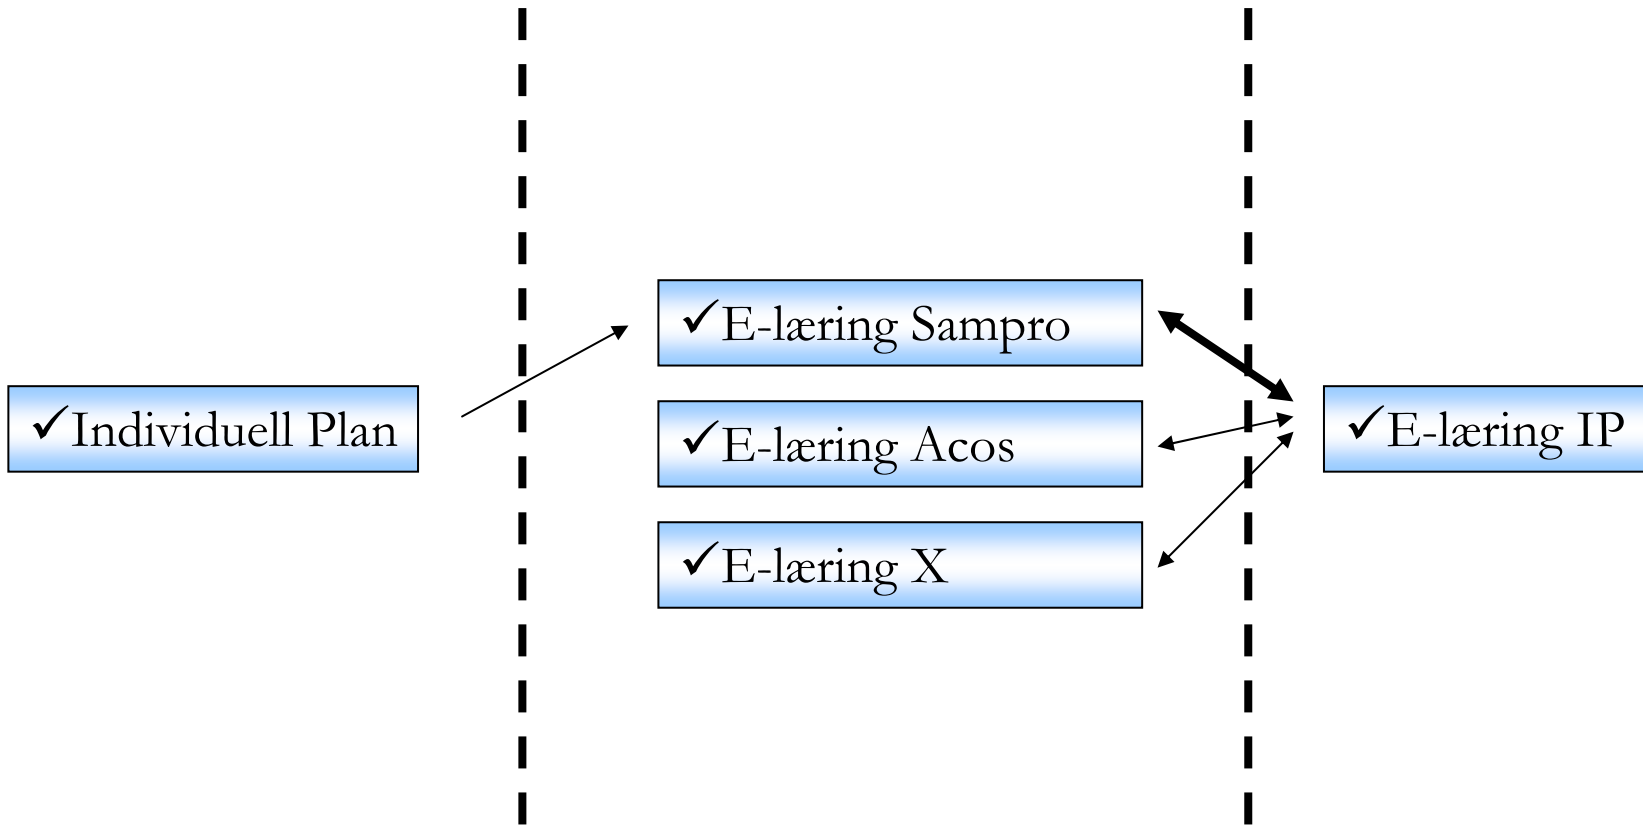 ✓Individuell Plan
✓E-læring Sampro
✓E-læring Acos
✓E-læring X
✓E-læring IP